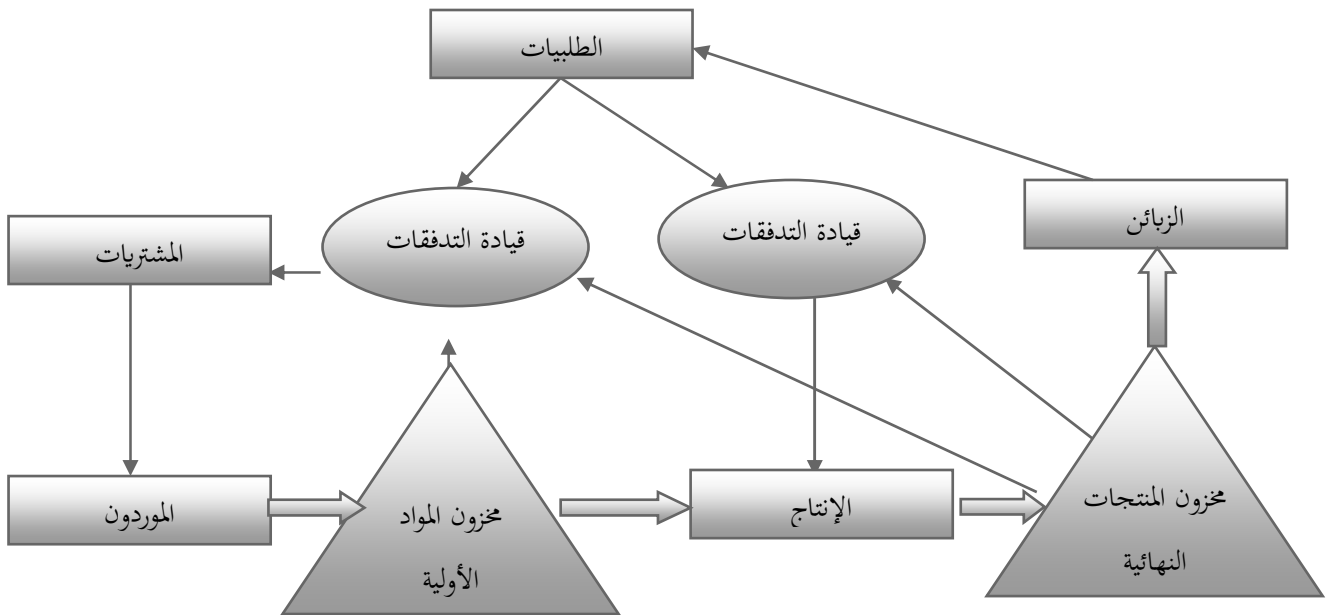 الطلبيات
الزبائن
قيادة التدفقات
قيادة التدفقات
المشتريات
مخزون المنتجات
النهائية
الإنتاج
مخزون المواد
الأولية
الموردون